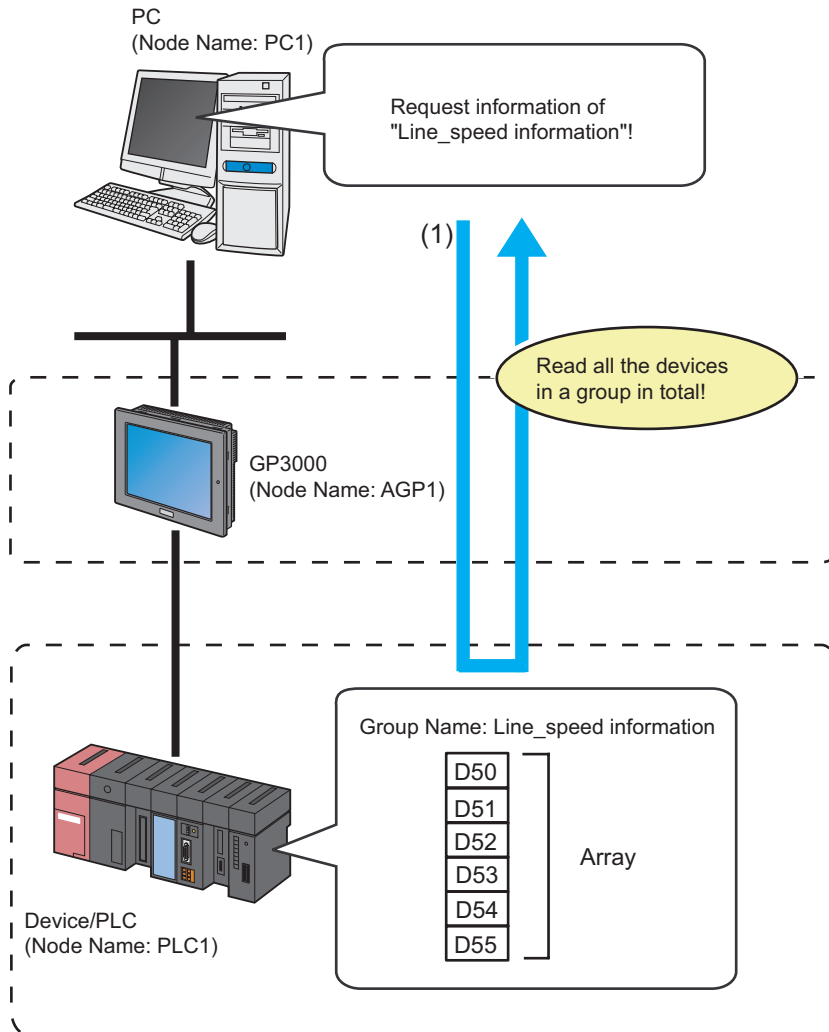 PC
(Node Name: PC1)
Request information of
"Line_speed information"!
(1)
Read all the devices
in a group in total!
GP3000
(Node Name: AGP1)
Group Name: Line_speed information
D50
D51
D52
D53
D54
D55
Array
Device/PLC
(Node Name: PLC1)